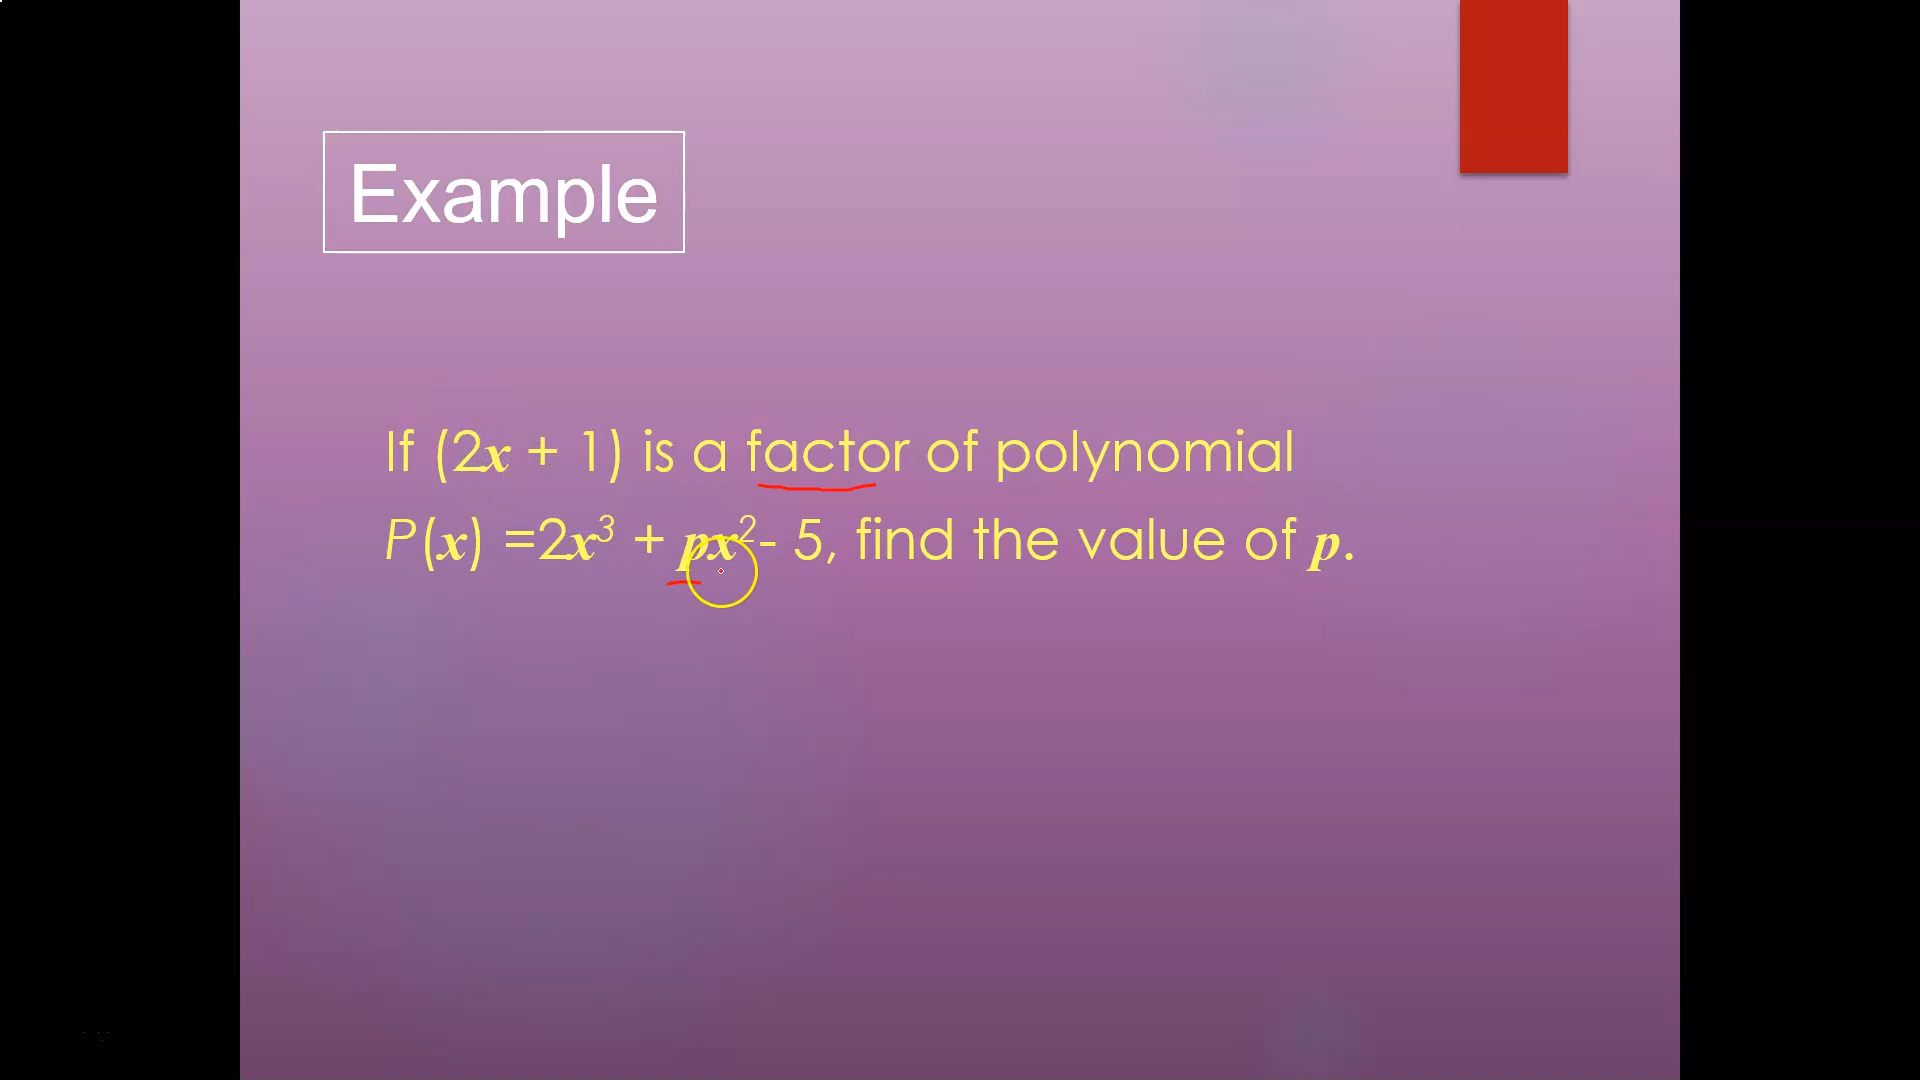 Example
If (2x + 1) is a factor of polynomial
P(x) =2x³ + px²- 5, find the value of p.